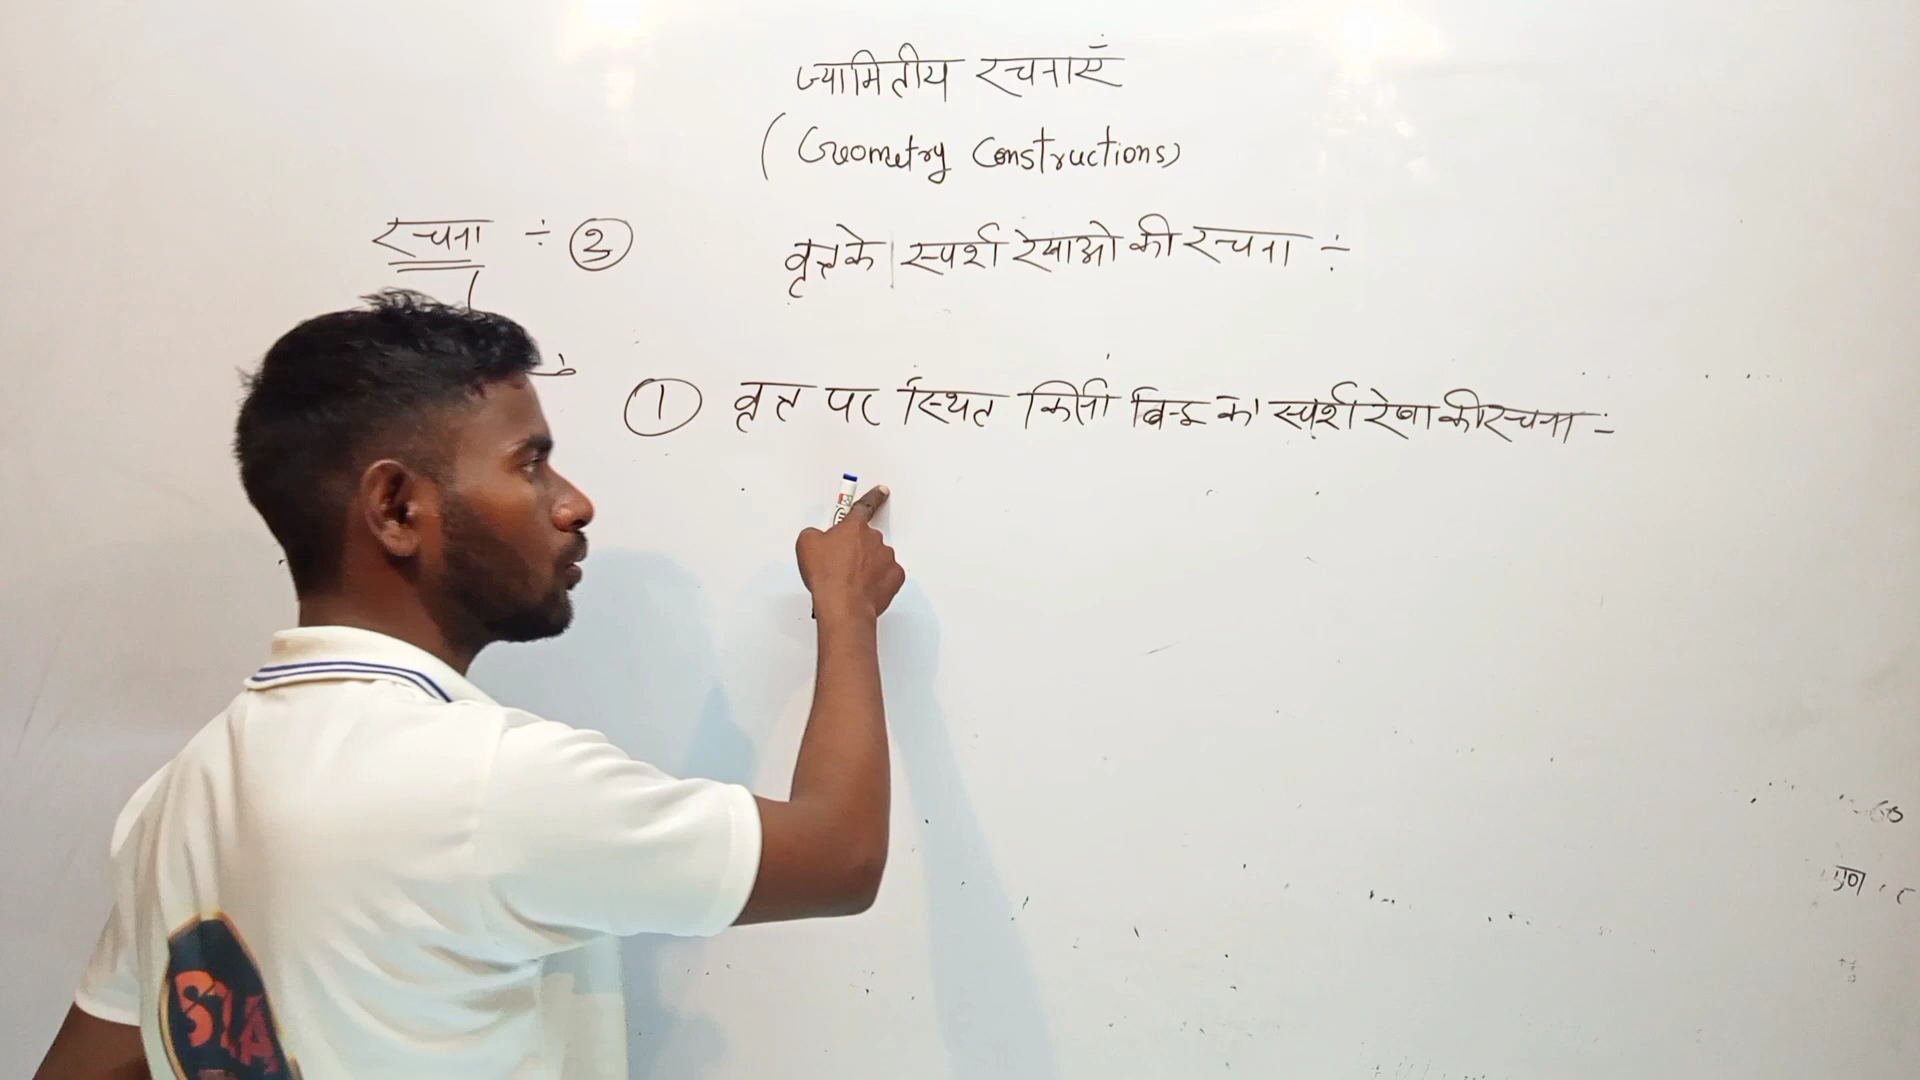 ज्यामितीय रचनाएँ
(Geometry Constructions)
रचना ÷ ② वृत्त के स्पर्श रेखाओ की रचना ÷
① वृत्त पर स्थित किसी बिन्दु का स्पर्श रेखा की रचना :-